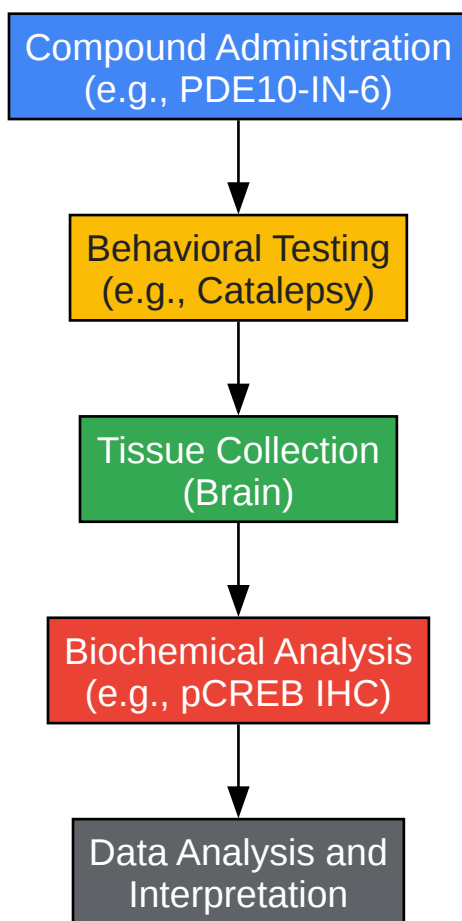 Compound Administration
(e.g., PDE10-IN-6)
Behavioral Testing
(e.g., Catalepsy)
Tissue Collection
(Brain)
Biochemical Analysis
(e.g., pCREB IHC)
Data Analysis and
Interpretation